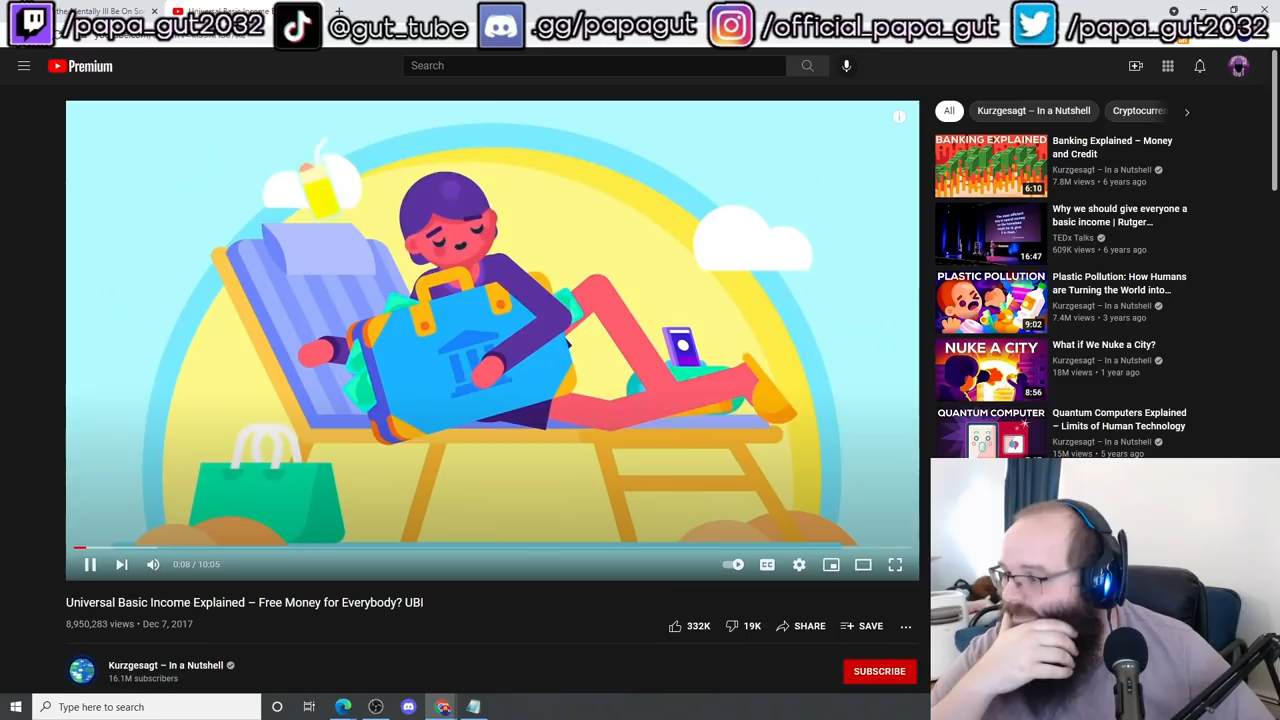 /papa_gut2032
@gut_tube
.gg/papagut
/official_papa_gut
/papa_gut2032
Premium
Search
All
Kurzgesagt – In a Nutshell
Cryptocurren
BANKING EXPLAINED
6:10
Banking Explained – Money
and Credit
Kurzgesagt – In a Nutshell
7.8M views • 6 years ago
16:47
Why we should give everyone a
basic income | Rutger…
TEDx Talks
609K views • 6 years ago
PLASTIC POLLUTION
9:02
Plastic Pollution: How Humans
are Turning the World into…
Kurzgesagt – In a Nutshell
7.4M views • 3 years ago
NUKE A CITY
8:56
What if We Nuke a City?
Kurzgesagt – In a Nutshell
18M views • 1 year ago
QUANTUM COMPUTER
Quantum Computers Explained
– Limits of Human Technology
Kurzgesagt – In a Nutshell
15M views • 5 years ago
0:08 / 10:05
CC
Universal Basic Income Explained – Free Money for Everybody? UBI
8,950,283 views • Dec 7, 2017
332K
19K
SHARE
SAVE
Kurzgesagt – In a Nutshell
16.1M subscribers
SUBSCRIBE
Type here to search